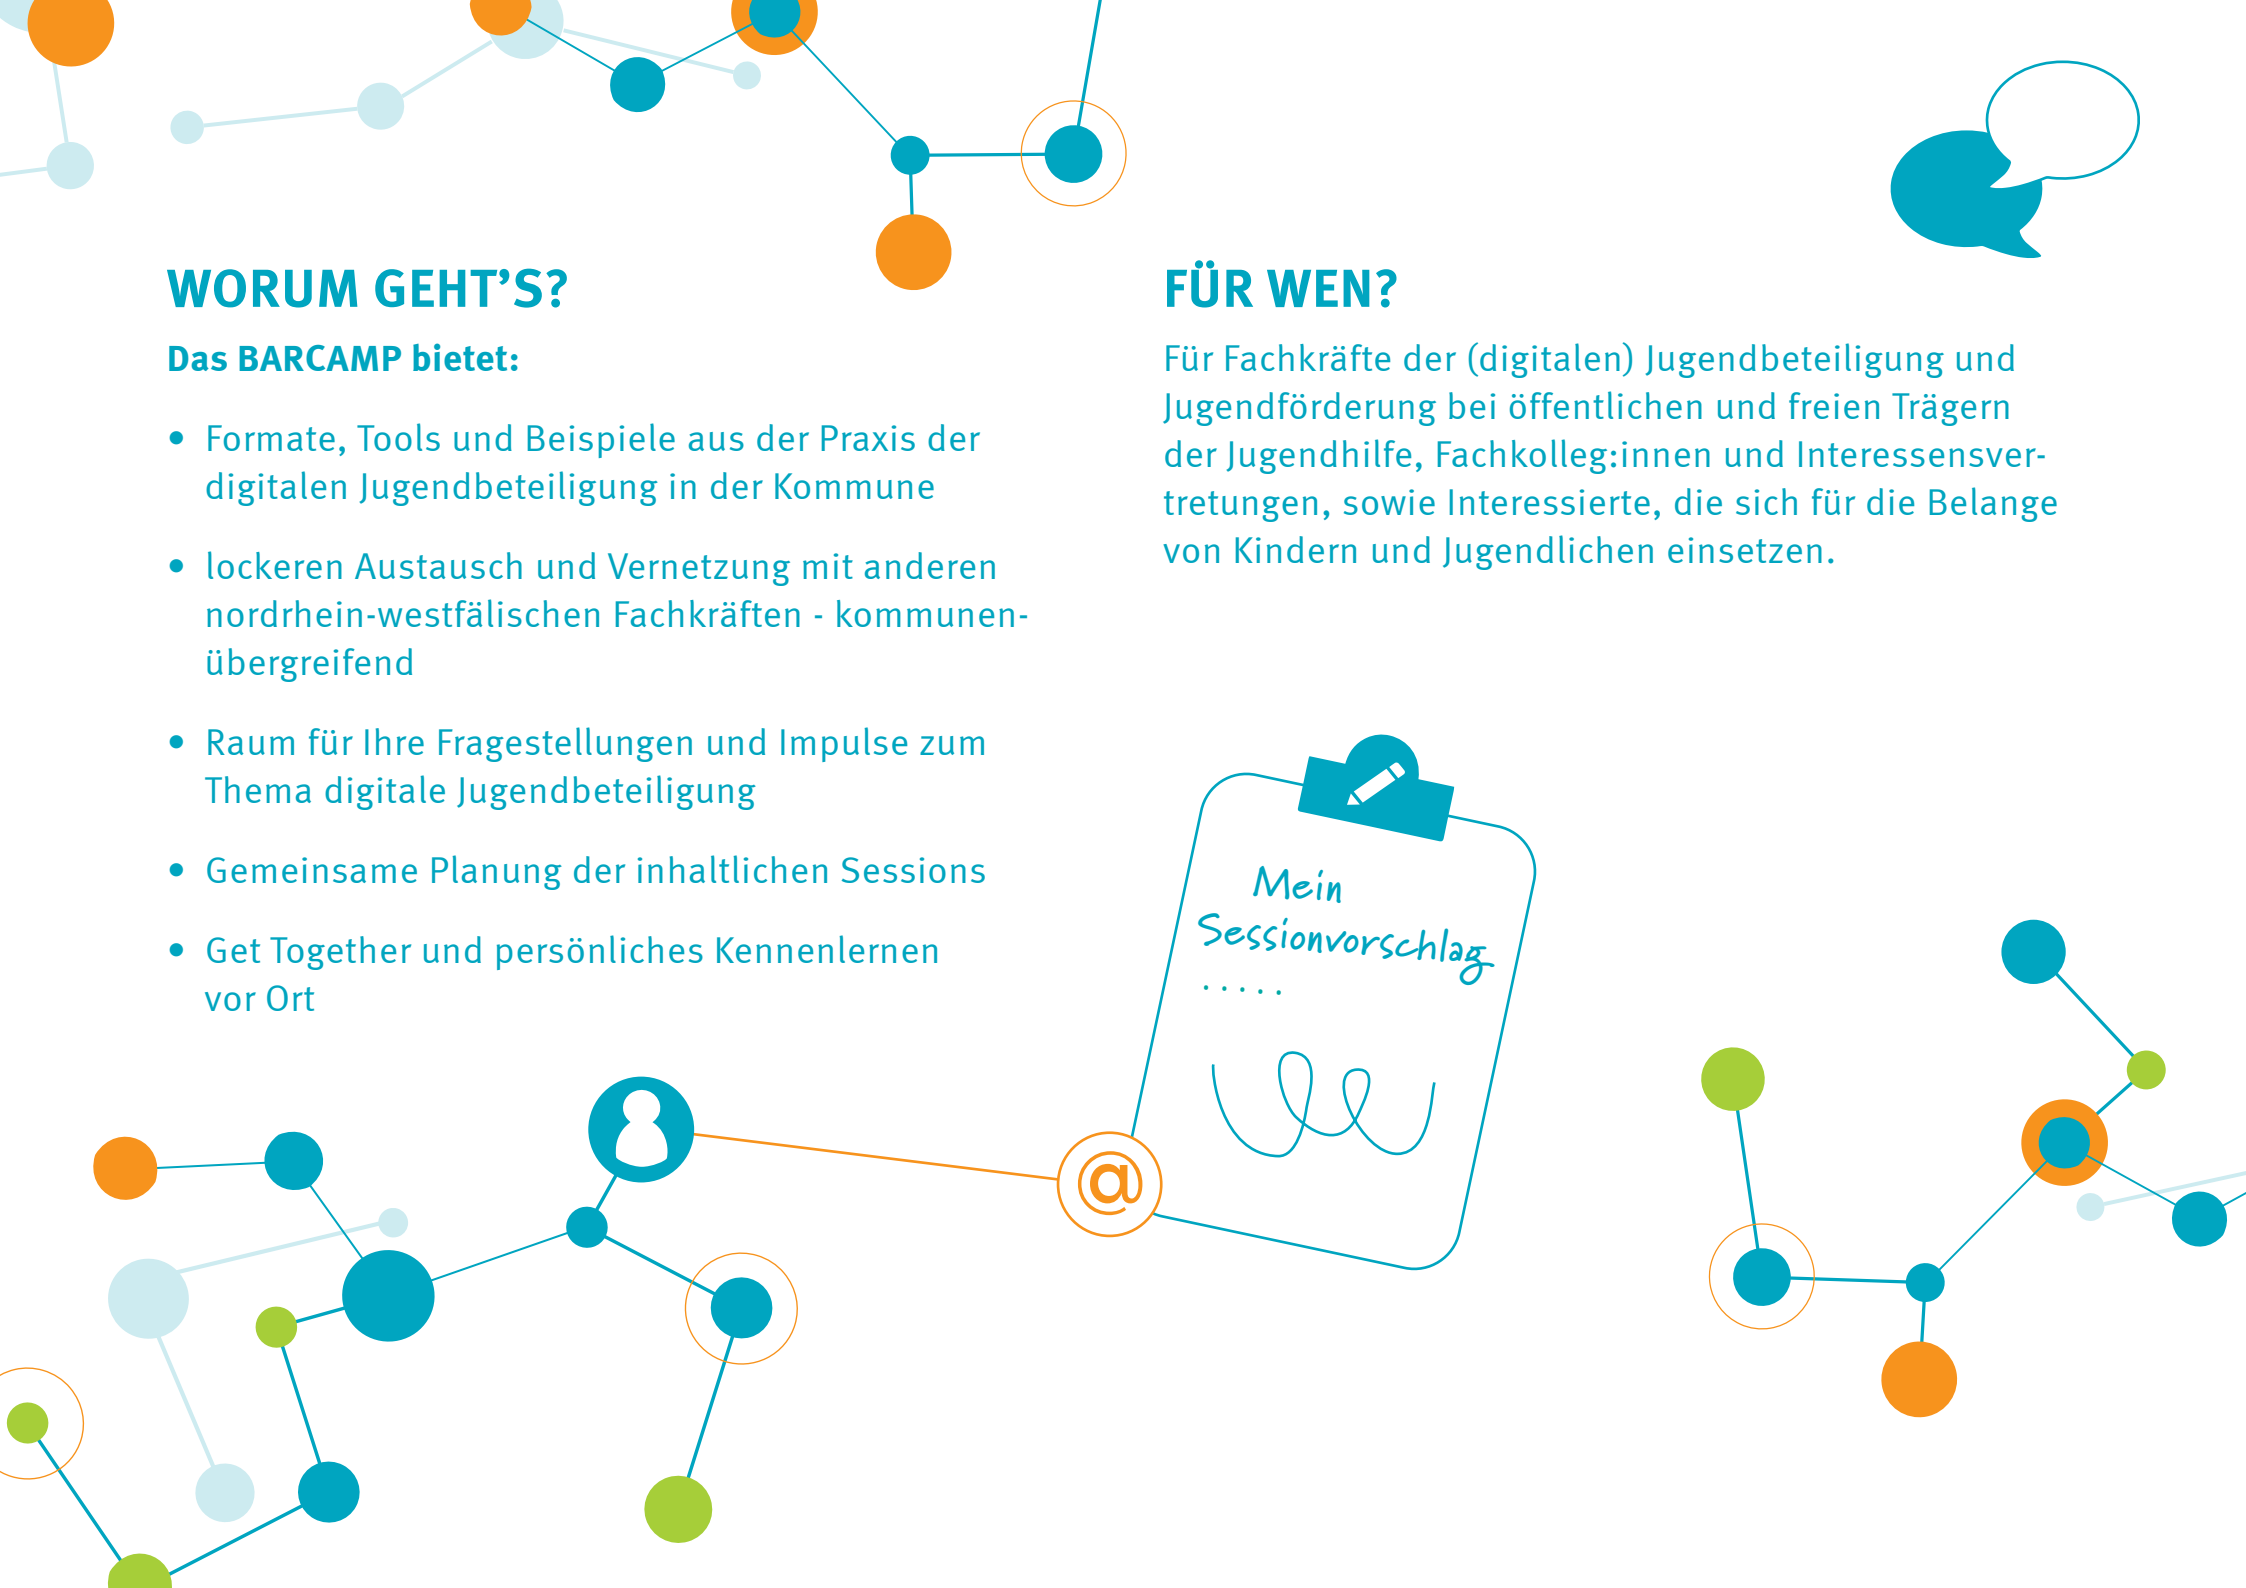 WORUM GEHT’S?
Das BARCAMP bietet:
• Formate, Tools und Beispiele aus der Praxis der
digitalen Jugendbeteiligung in der Kommune
• lockeren Austausch und Vernetzung mit anderen
nordrhein-westfälischen Fachkräften - kommunen-
übergreifend
• Raum für Ihre Fragestellungen und Impulse zum
Thema digitale Jugendbeteiligung
• Gemeinsame Planung der inhaltlichen Sessions
• Get Together und persönliches Kennenlernen
vor Ort
FÜR WEN?
Für Fachkräfte der (digitalen) Jugendbeteiligung und
Jugendförderung bei öffentlichen und freien Trägern
der Jugendhilfe, Fachkolleg:innen und Interessensver-
tretungen, sowie Interessierte, die sich für die Belange
von Kindern und Jugendlichen einsetzen.
Mein
Sessionvorschlag
.....
@